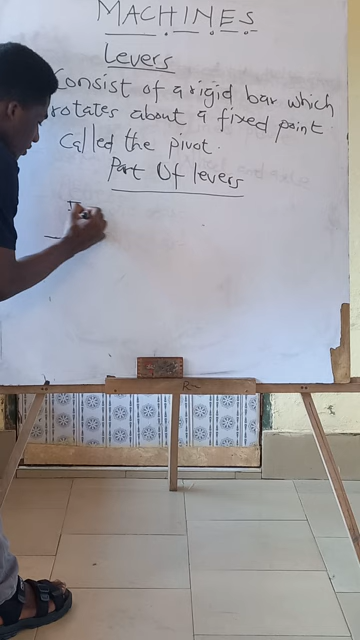 MACHINES
Levers
Consist of a rigid bar which
rotates about a fixed point
called the pivot.
Part Of levers